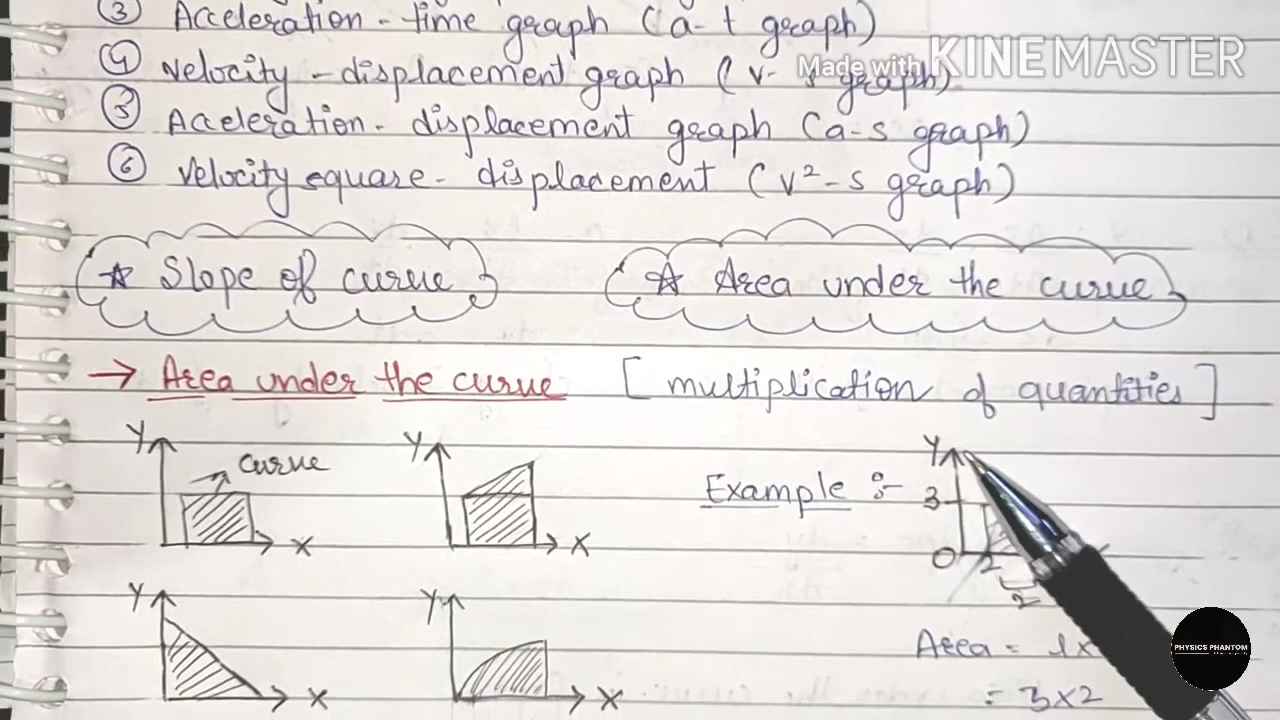 ③ Acceleration - time graph (a-t graph)
④ Velocity - displacement graph (v- s graph)
Made with KINEMASTER
⑤ Acceleration - displacement graph (a-s graph)
⑥ Velocity square - displacement (v²-s graph)
☆ Slope of curve
☆ Area under the curve
→ Area under the curve [multiplication of quantities]
Y curve X
Y X
Example :-
Y 3 O 2 2
Y X
Y X
Area = l×
= 3×2
PHYSICS PHANTOM